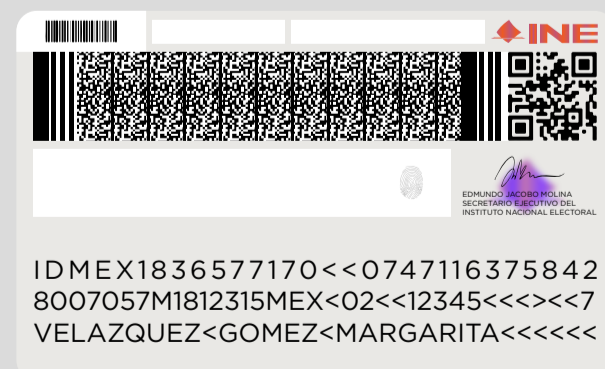 INE
EDMUNDO JACOBO MOLINA
SECRETARIO EJECUTIVO DEL
INSTITUTO NACIONAL ELECTORAL
IDMEX1836577170<<0747116375842
8007057M1812315MEX<02<<12345<<<><<7
VELAZQUEZ<GOMEZ<MARGARITA<<<<<<